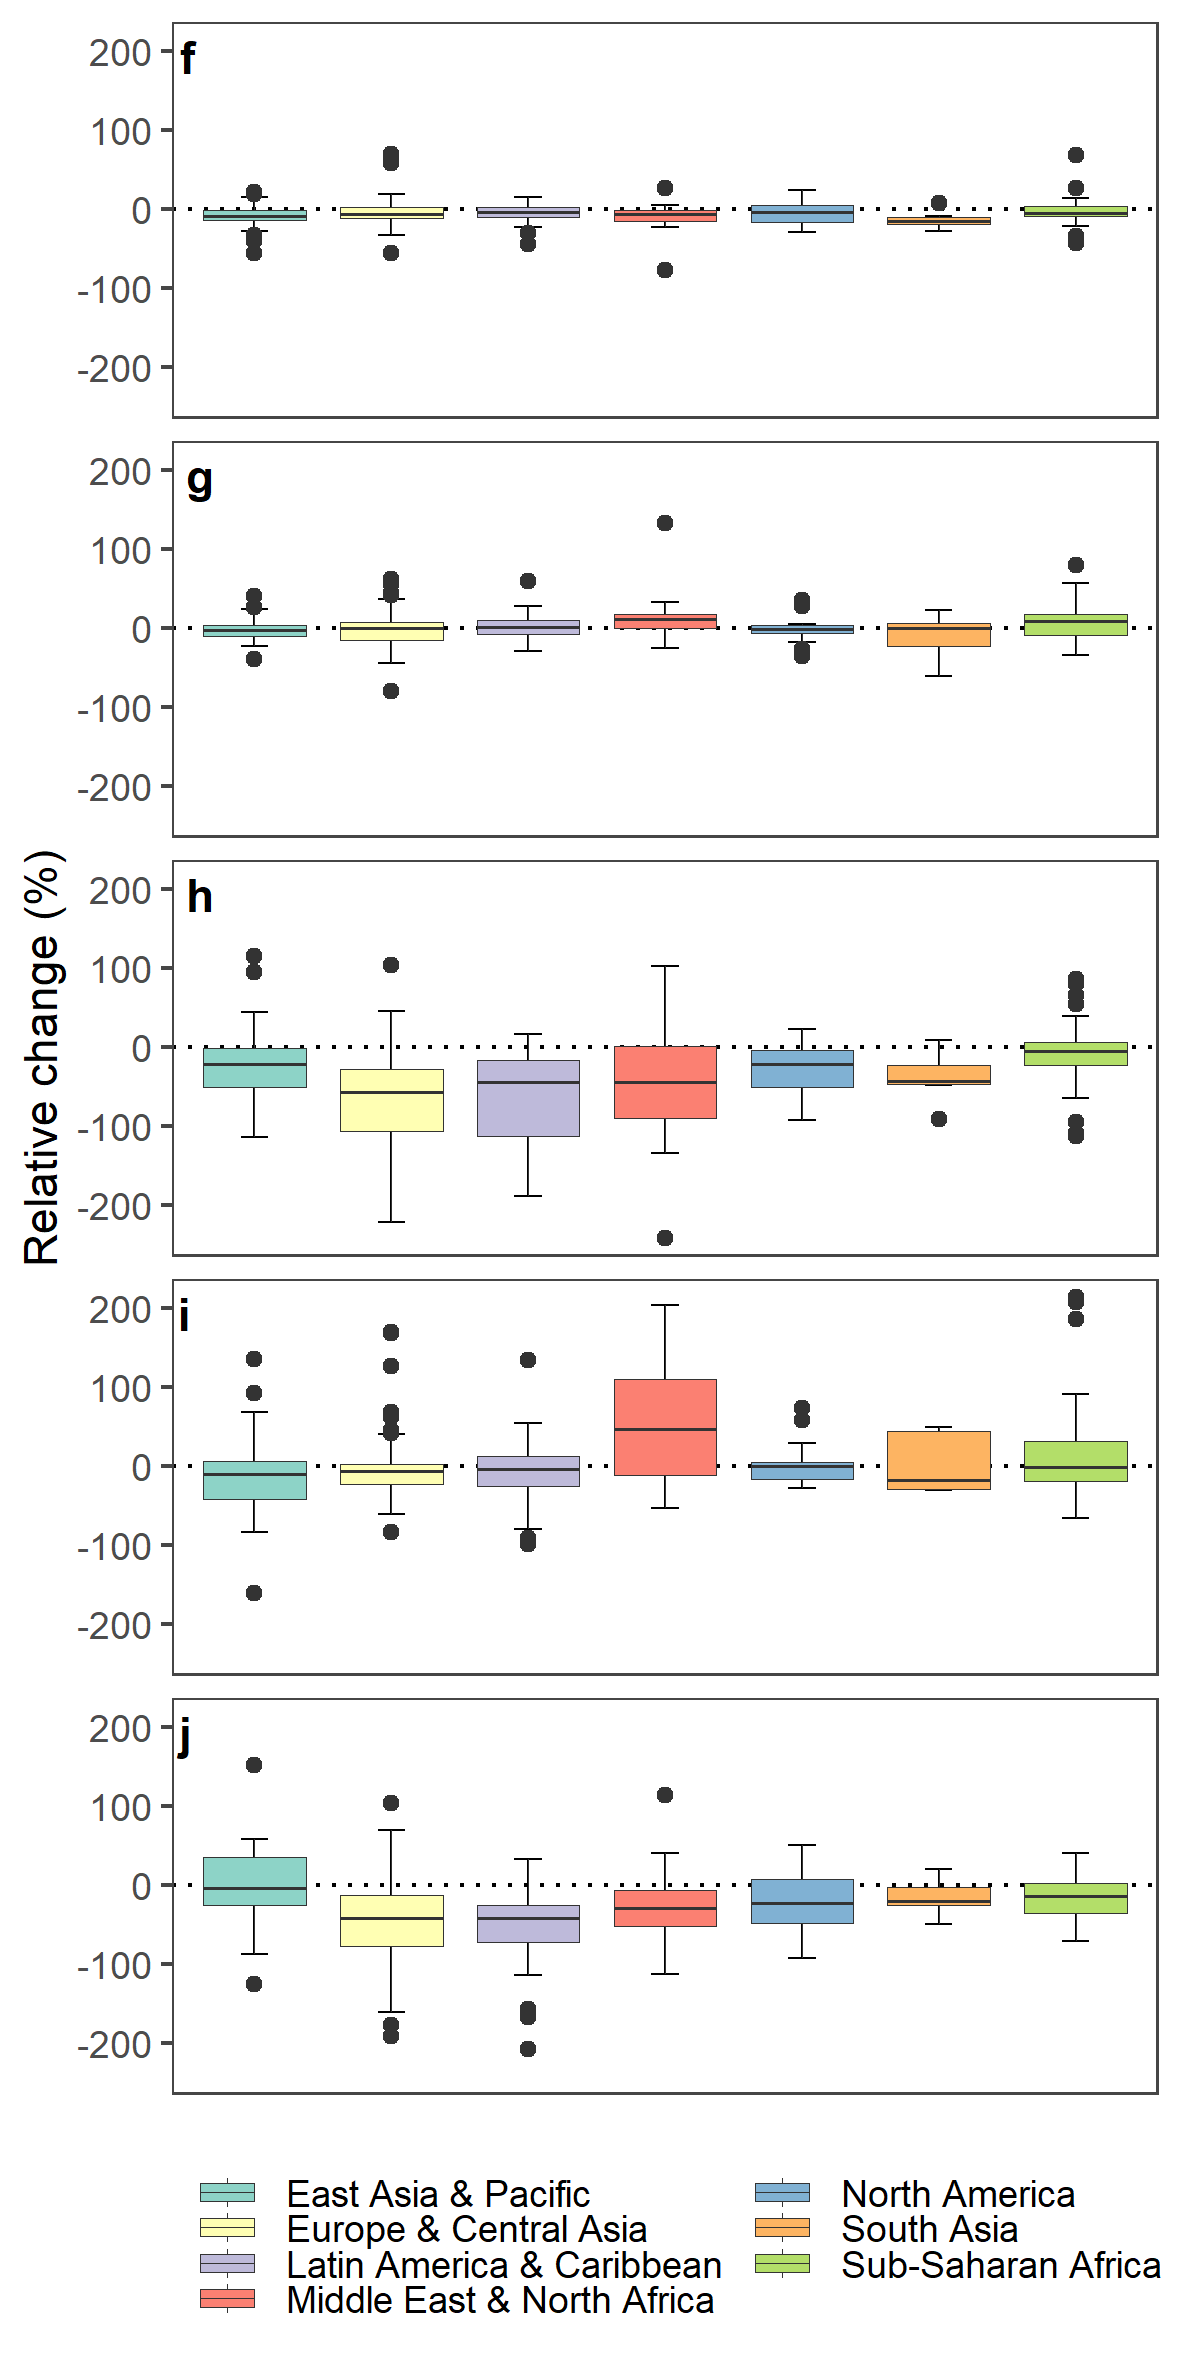 f
200
100
0
-100
-200
g
200
100
0
-100
-200
Relative change (%)
h
200
100
0
-100
-200
i
200
100
0
-100
-200
j
200
100
0
-100
-200
East Asia & Pacific
Europe & Central Asia
Latin America & Caribbean
Middle East & North Africa
North America
South Asia
Sub-Saharan Africa